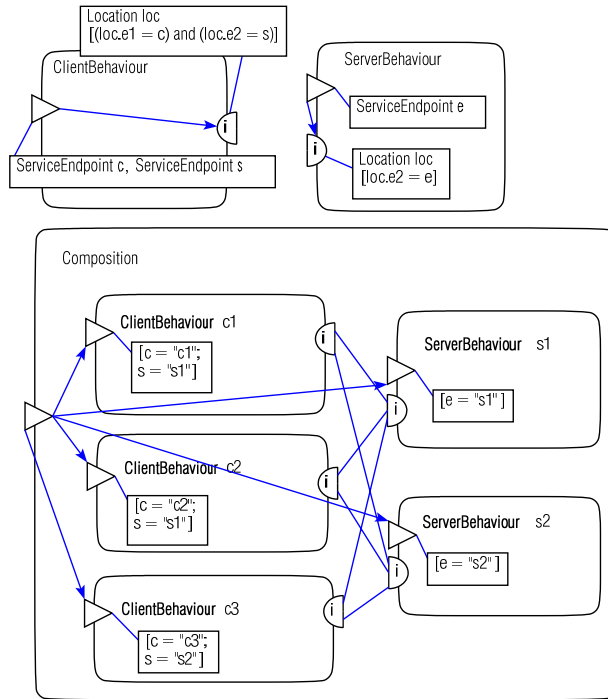 Location loc
[(loc.e1 = c) and (loc.e2 = s)]
ClientBehaviour
i
ServiceEndpoint c, ServiceEndpoint s
ServerBehaviour
ServiceEndpoint e
i
Location loc
[loc.e2 = e]
Composition
ClientBehaviour c1
i
[c = "c1";
s = "s1"]
ServerBehaviour s1
[e = "s1" ]
i
ClientBehaviour c2
i
[c = "c2";
s = "s1"]
ServerBehaviour s2
[e = "s2"]
i
ClientBehaviour c3
i
[c = "c3";
s = "s2"]